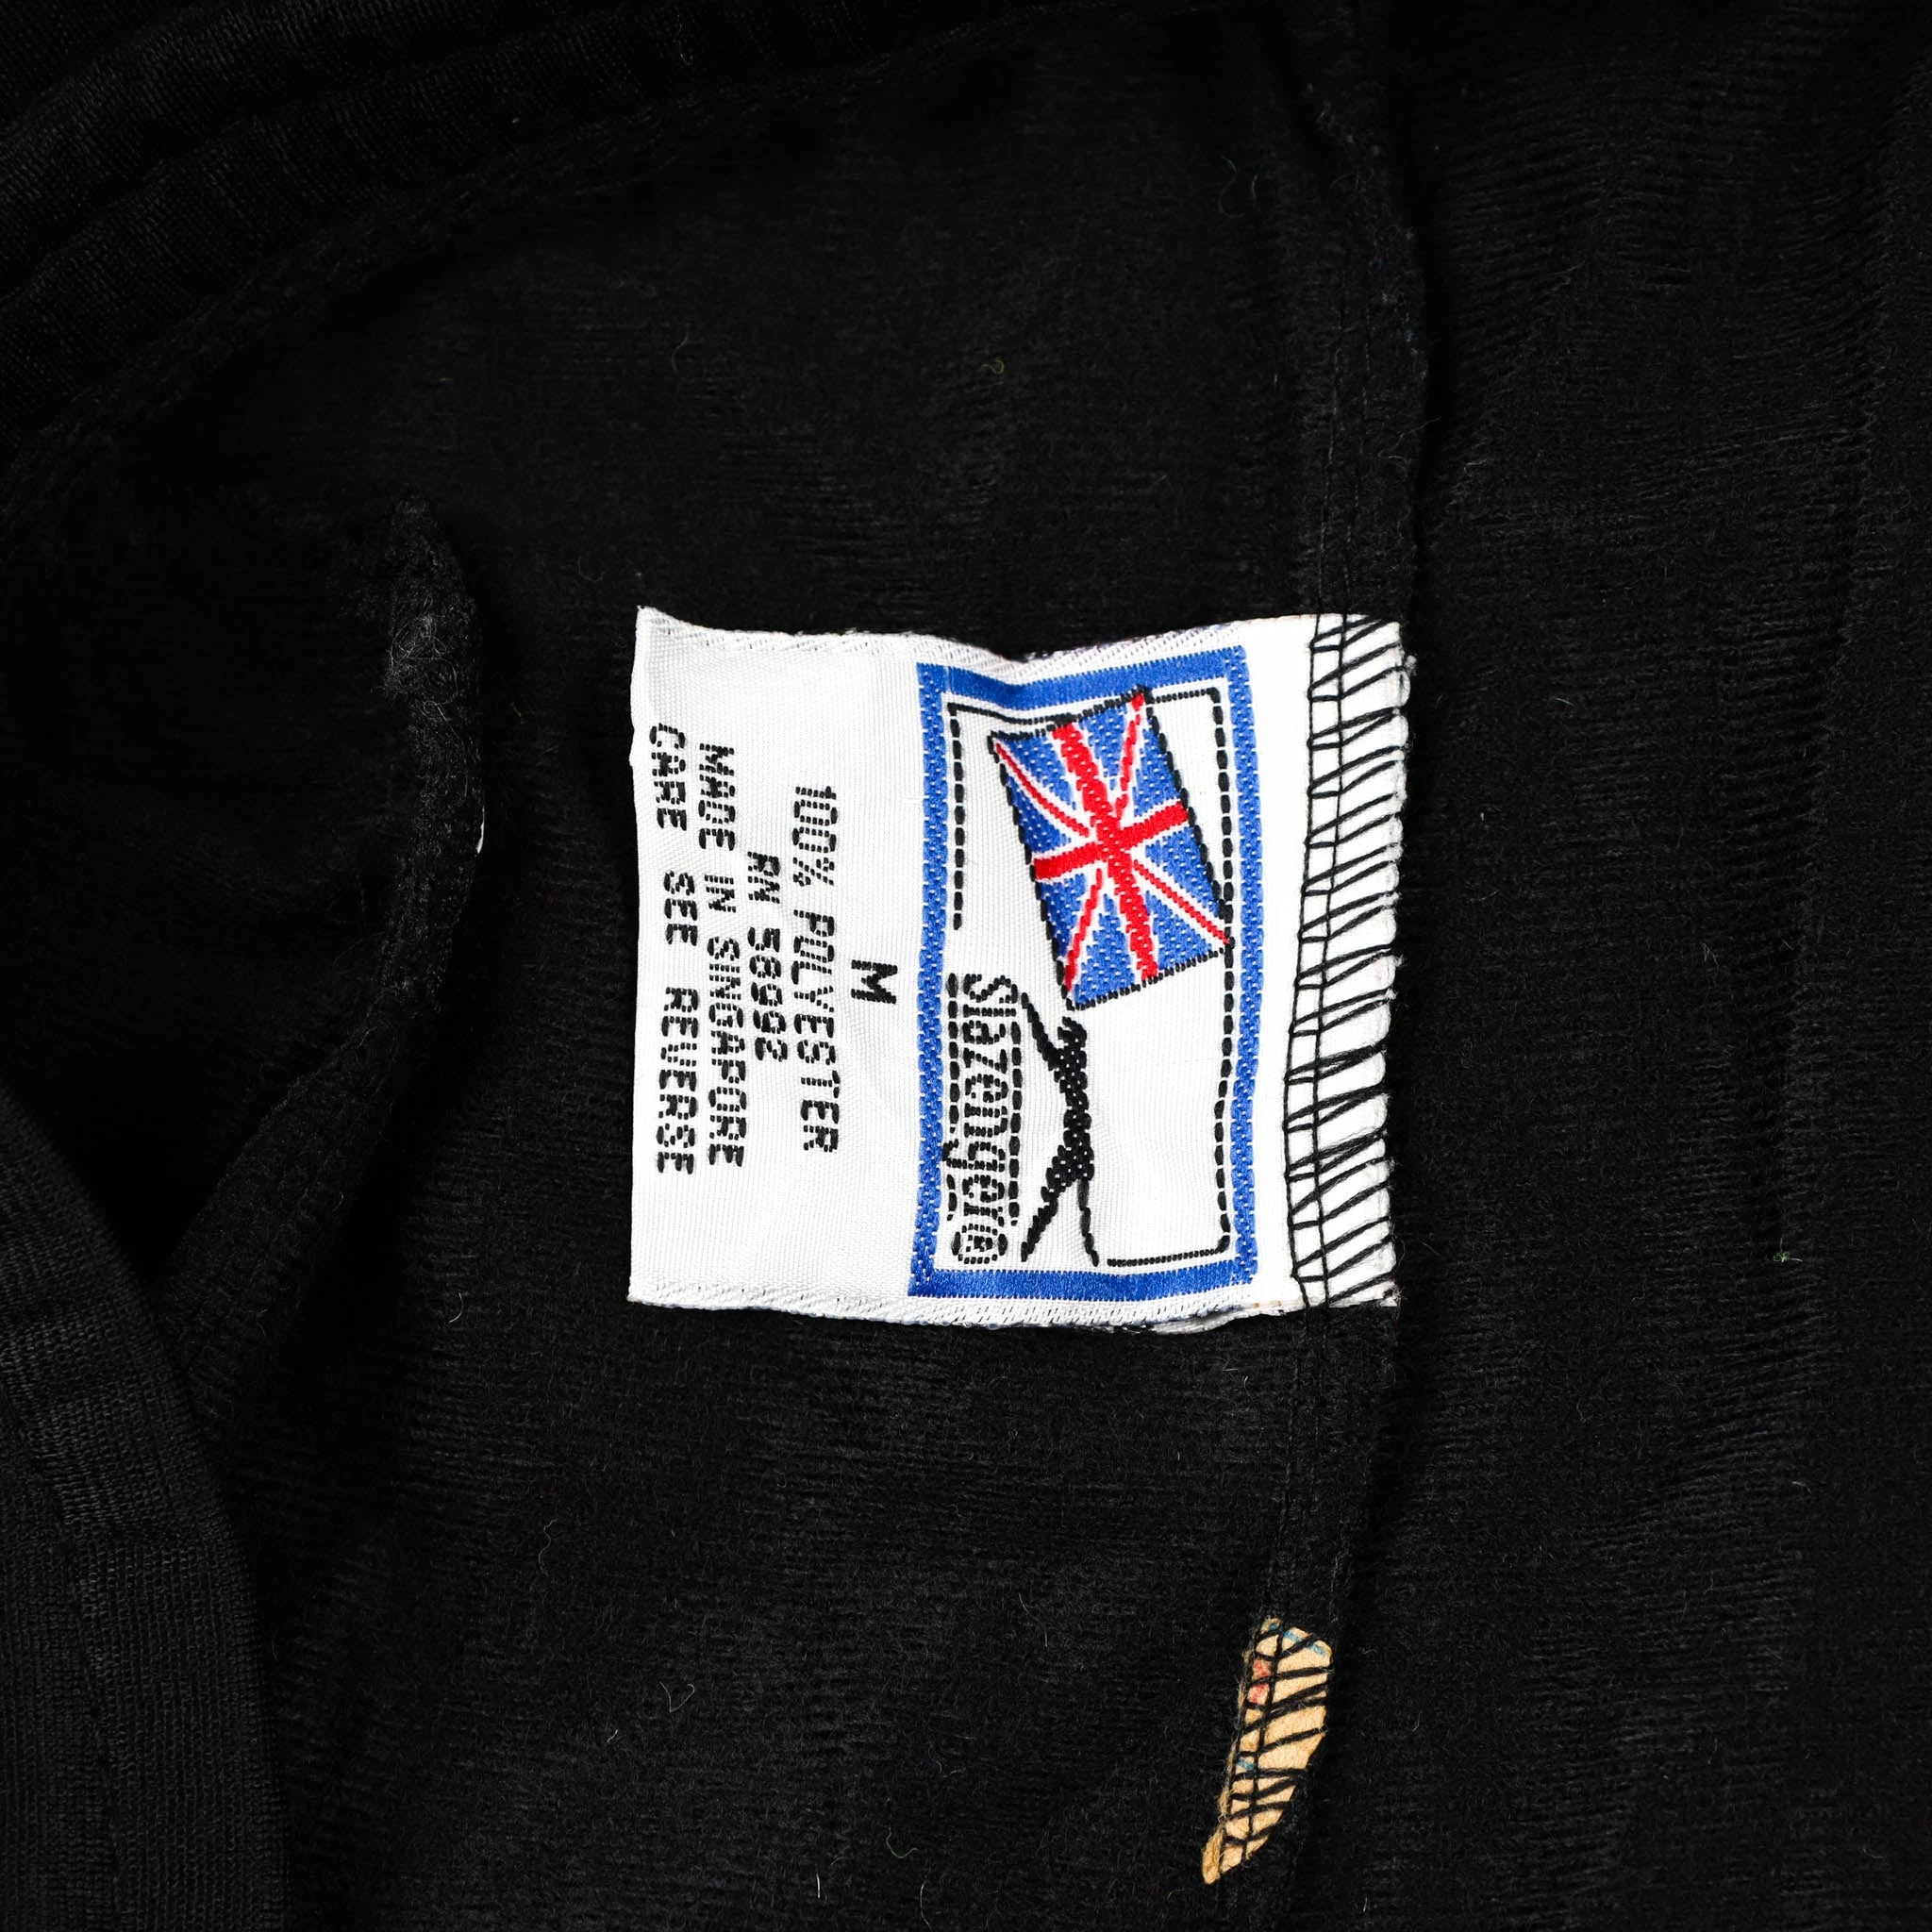 Slazenger®
M
100% POLYESTER
RN 58992
MADE IN SINGAPORE
CARE SEE REVERSE